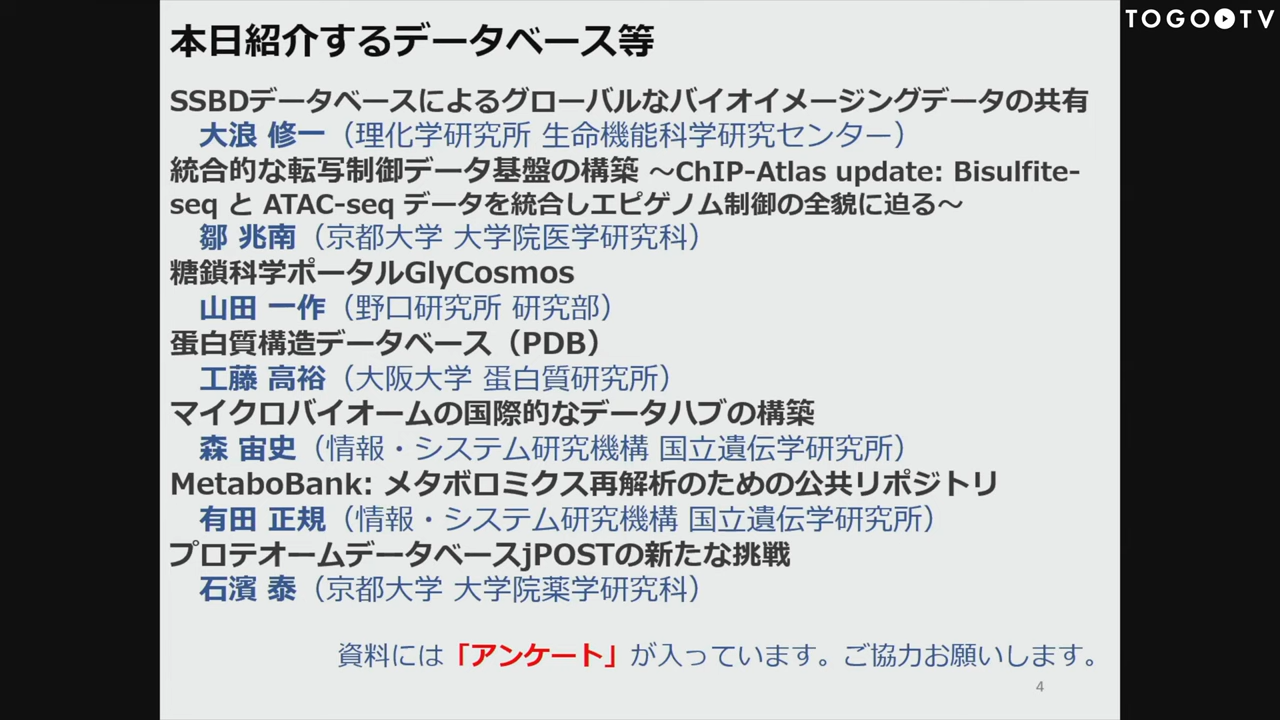 TOGO TV
本日紹介するデータベース等
SSBDデータベースによるグローバルなバイオイメージングデータの共有
大浪 修一（理化学研究所 生命機能科学研究センター）
統合的な転写制御データ基盤の構築 ～ChIP-Atlas update: Bisulfite-
seq と ATAC-seq データを統合しエピゲノム制御の全貌に迫る～
鄒 兆南（京都大学 大学院医学研究科）
糖鎖科学ポータルGlyCosmos
山田 一作（野口研究所 研究部）
蛋白質構造データベース（PDB）
工藤 高裕（大阪大学 蛋白質研究所）
マイクロバイオームの国際的なデータハブの構築
森 宙史（情報・システム研究機構 国立遺伝学研究所）
MetaboBank: メタボロミクス再解析のための公共リポジトリ
有田 正規（情報・システム研究機構 国立遺伝学研究所）
プロテオームデータベースjPOSTの新たな挑戦
石濱 泰（京都大学 大学院薬学研究科）
資料には「アンケート」が入っています。ご協力お願いします。
4